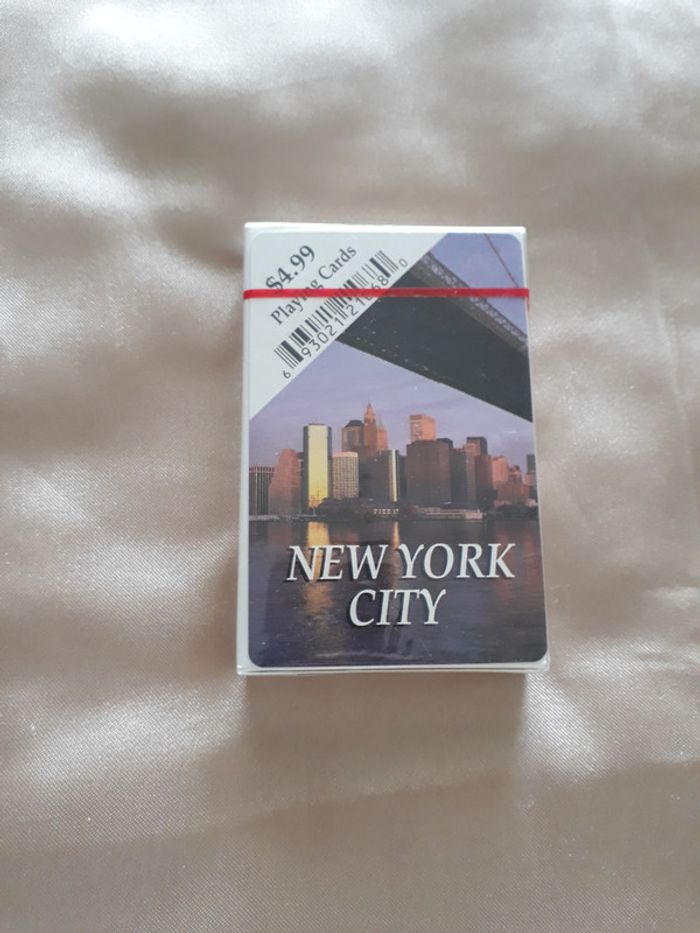 $4.99
Playing Cards
NEW YORK
CITY